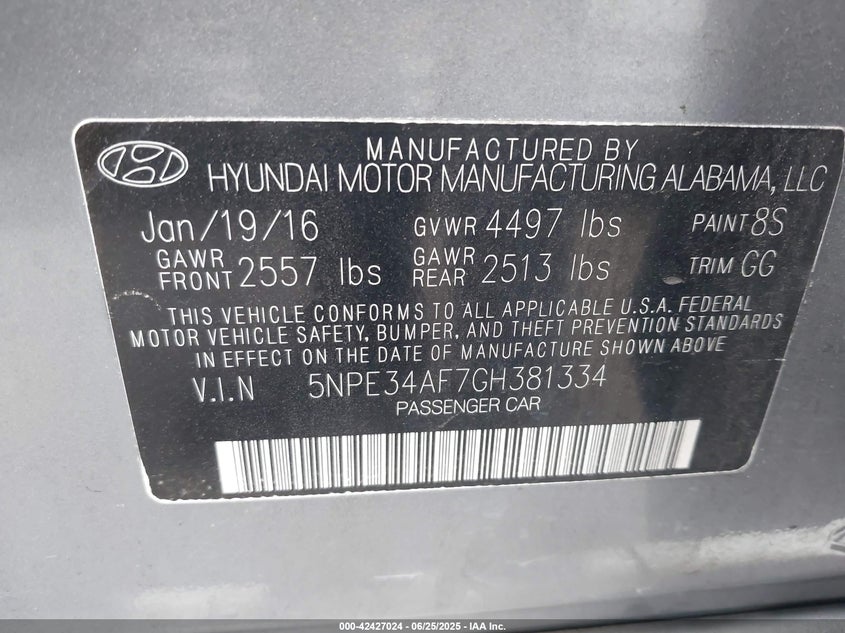 MANUFACTURED BY
HYUNDAI MOTOR MANUFACTURING ALABAMA, LLC
Jan/19/16 GVWR 4497 lbs PAINT 8S
GAWR FRONT 2557 lbs GAWR REAR 2513 lbs TRIM GG
THIS VEHICLE CONFORMS TO ALL APPLICABLE U.S.A. FEDERAL
MOTOR VEHICLE SAFETY, BUMPER, AND THEFT PREVENTION STANDARDS
IN EFFECT ON THE DATE OF MANUFACTURE SHOWN ABOVE
V.I.N 5NPE34AF7GH381334
PASSENGER CAR
000-42427024 - 06/25/2025 - IAA Inc.